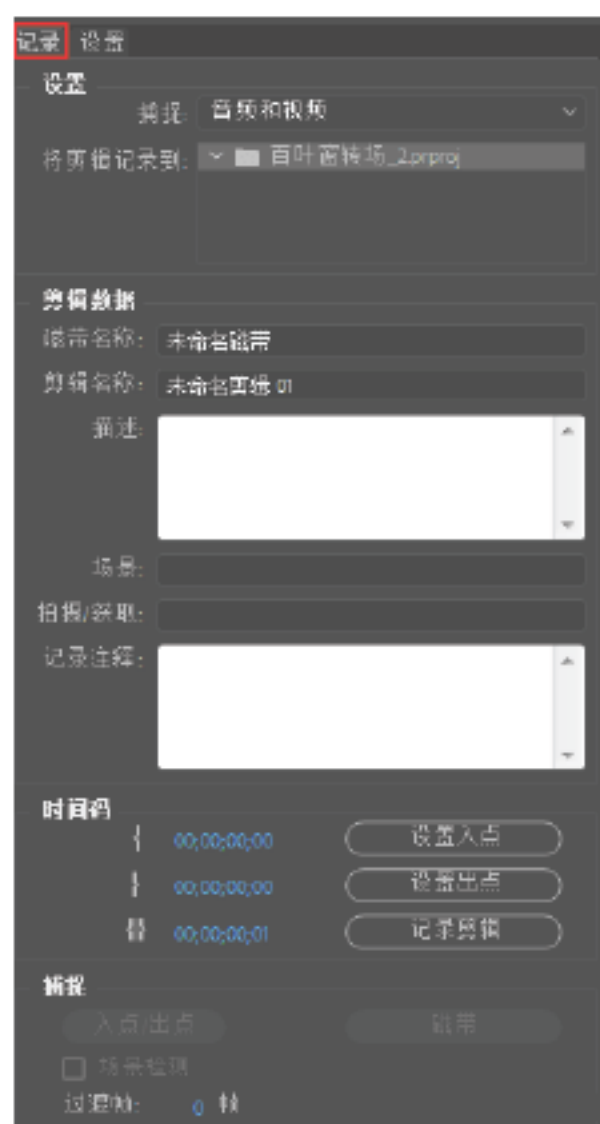 记录 设置
设置
捕捉: 音频和视频
将剪辑记录到: 百叶窗转场_2.prproj
剪辑数据
磁带名称: 未命名磁带
剪辑名称: 未命名剪辑 01
描述:
场景:
拍摄/获取:
记录注释:
时间码
{ 00;00;00;00 设置入点
} 00;00;00;00 设置出点
{} 00;00;00;01 记录剪辑
捕捉
入点/出点 磁带
场景检测
过渡帧: 0 帧